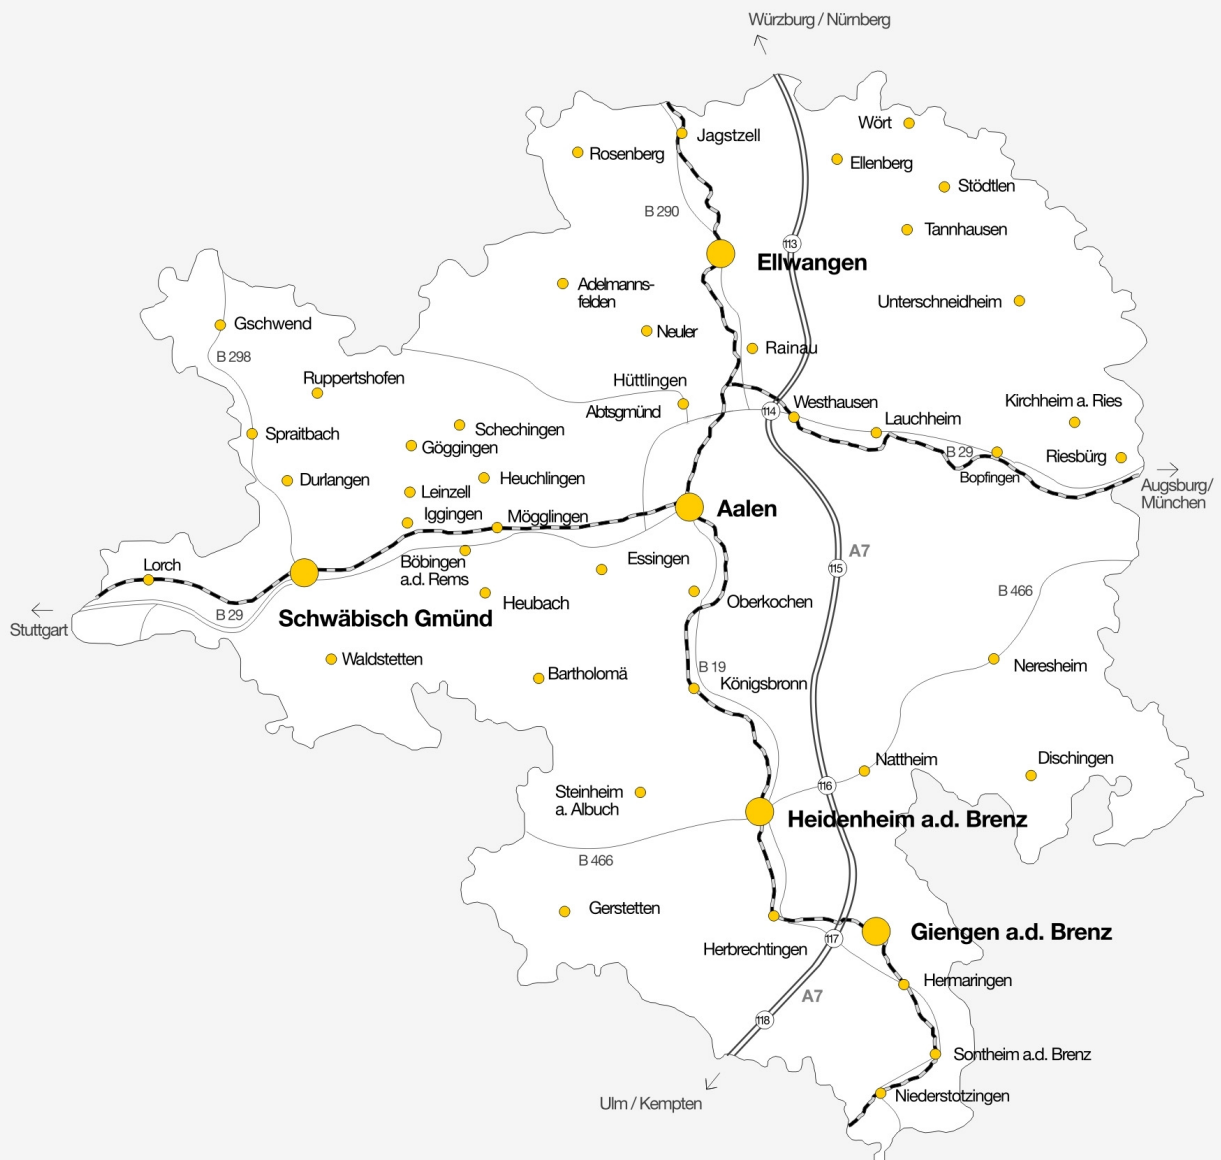 Würzburg / Nürnberg
Wört
Jagstzell
Rosenberg
Ellenberg
Stödtlen
B 290
Tannhausen
113
Ellwangen
Adelmanns-
felden
Unterschneidheim
Gschwend
Neuler
Rainau
B 298
Ruppertshofen
Hüttlingen
Abtsgmünd
114
Westhausen
Kirchheim a. Ries
Lauchheim
Spraitbach
Schechingen
Göggingen
B 29
Riesbürg
Durlangen
Heuchlingen
Bopfingen
Augsburg/
München
Leinzell
Iggingen
Mögglingen
Aalen
A7
115
Lorch
Böbingen
a.d. Rems
Essingen
B 466
Heubach
Oberkochen
B 29
Schwäbisch Gmünd
Stuttgart
Waldstetten
Bartholomä
B 19
Königsbronn
Neresheim
Nattheim
Dischingen
116
Steinheim
a. Albuch
Heidenheim a.d. Brenz
B 466
Gerstetten
Herbrechtingen
117
Giengen a.d. Brenz
Hermaringen
A7
118
Sontheim a.d. Brenz
Ulm / Kempten
Niederstotzingen